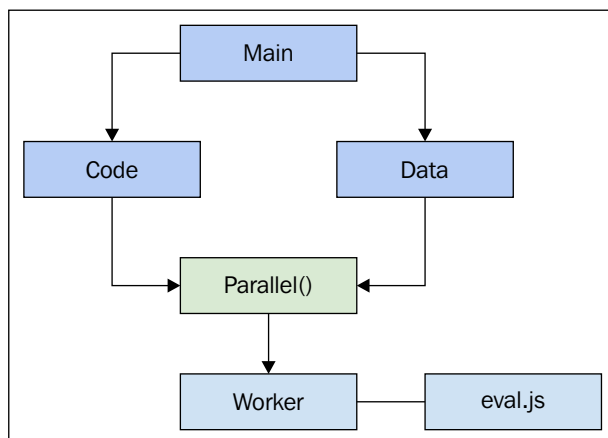 Main
Code
Data
Parallel()
Worker
eval.js